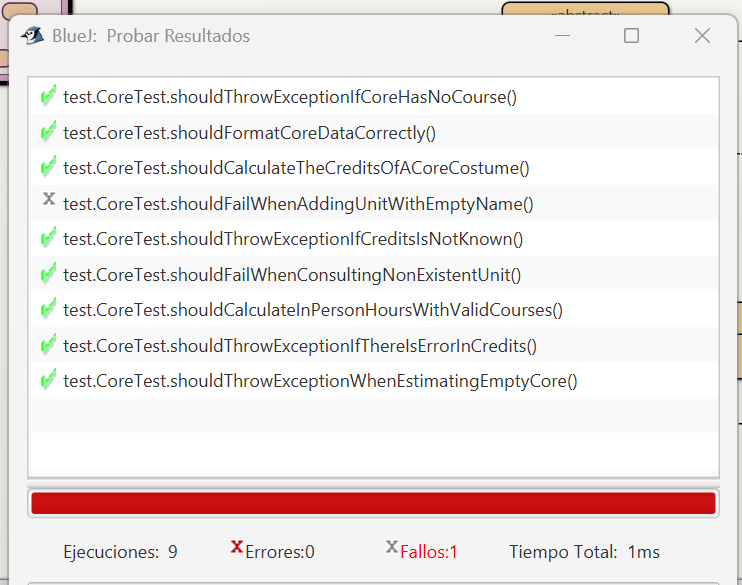 «abstract»
BlueJ: Probar Resultados
test.CoreTest.shouldThrowExceptionIfCoreHasNoCourse()
test.CoreTest.shouldFormatCoreDataCorrectly()
test.CoreTest.shouldCalculateTheCreditsOfACoreCostume()
test.CoreTest.shouldFailWhenAddingUnitWithEmptyName()
test.CoreTest.shouldThrowExceptionIfCreditsIsNotKnown()
test.CoreTest.shouldFailWhenConsultingNonExistentUnit()
test.CoreTest.shouldCalculateInPersonHoursWithValidCourses()
test.CoreTest.shouldThrowExceptionIfThereIsErrorInCredits()
test.CoreTest.shouldThrowExceptionWhenEstimatingEmptyCore()
Ejecuciones: 9 Errores:0 Fallos:1 Tiempo Total: 1ms